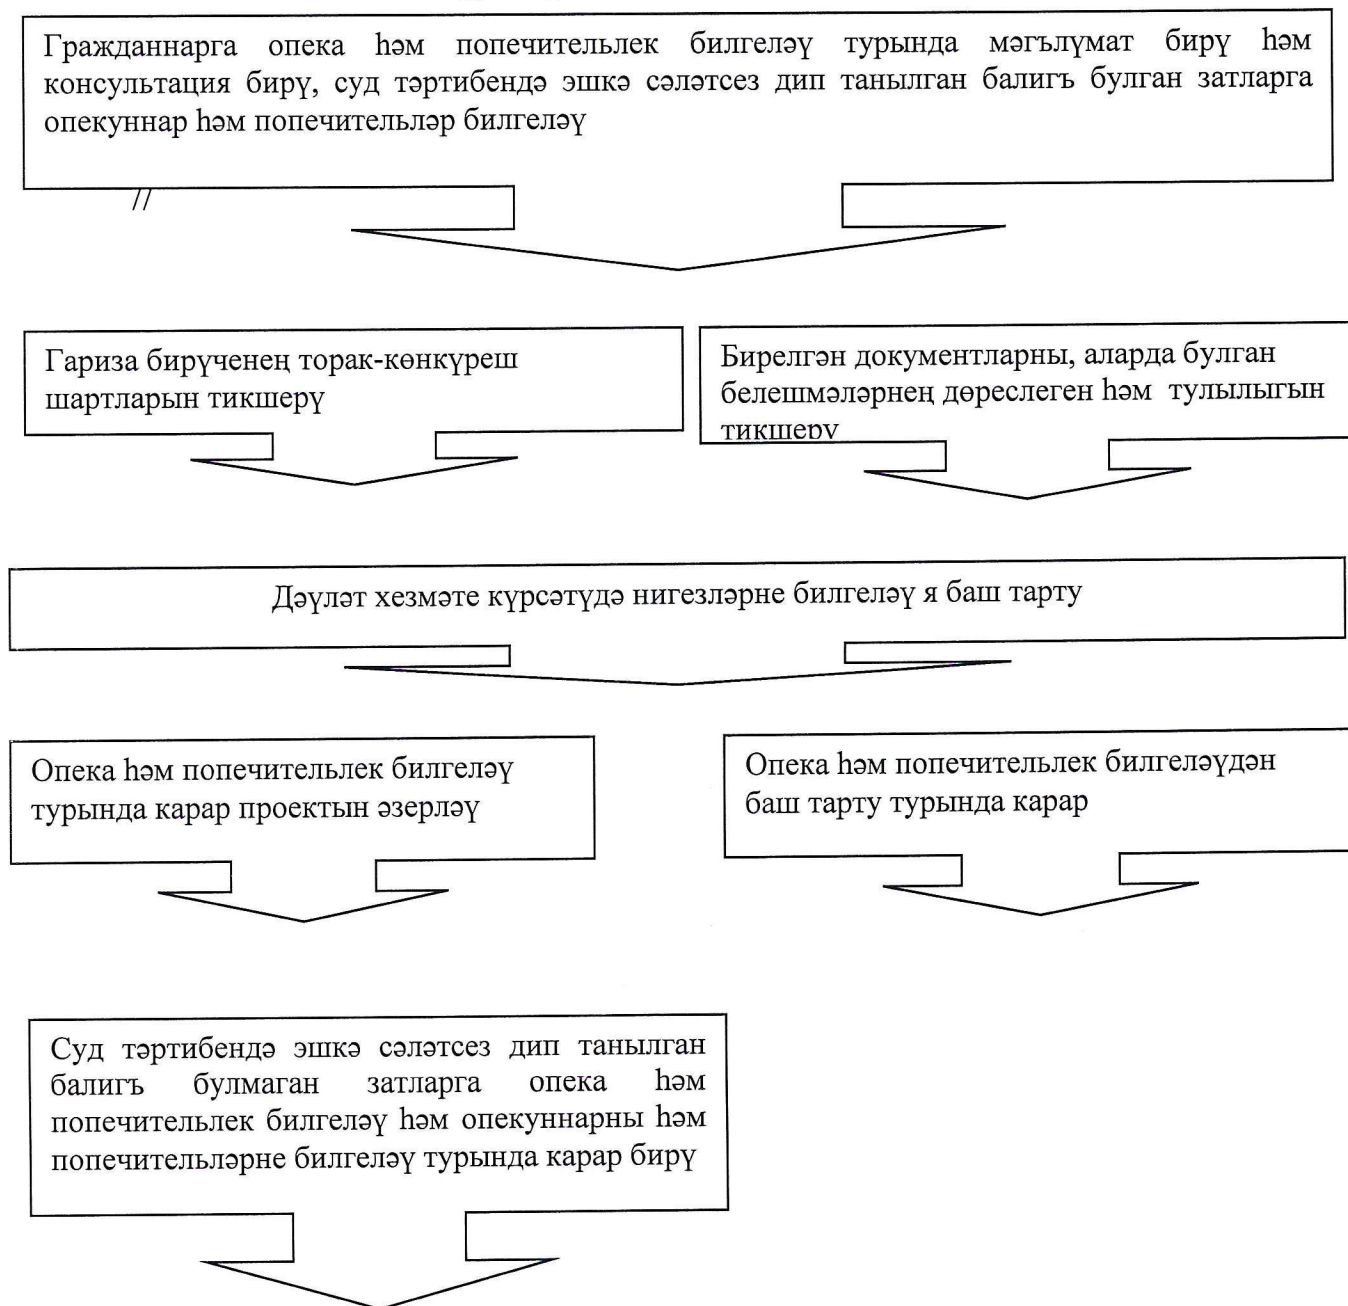 Гражданнарга опека һәм попечительлек билгеләү турында мәгълүмат бирү һәм
консультация бирү, суд тәртибендә эшкә сәләтсез дип танылган балигъ булган затларга
опекуннар һәм попечительләр билгеләү
//
Гариза бирүченең торак-көнкүреш
шартларын тикшерү
Бирелгән документларны, аларда булган
белешмәләрнең дөреслеген һәм тулылыгын
тикшерү
Дәүләт хезмәте күрсәтүдә нигезләрне билгеләү я баш тарту
Опека һәм попечительлек билгеләү
турында карар проектын әзерләү
Опека һәм попечительлек билгеләүдән
баш тарту турында карар
Суд тәртибендә эшкә сәләтсез дип танылган
балигъ булмаган затларга опека һәм
попечительлек билгеләү һәм опекуннарны һәм
попечительләрне билгеләү турында карар бирү